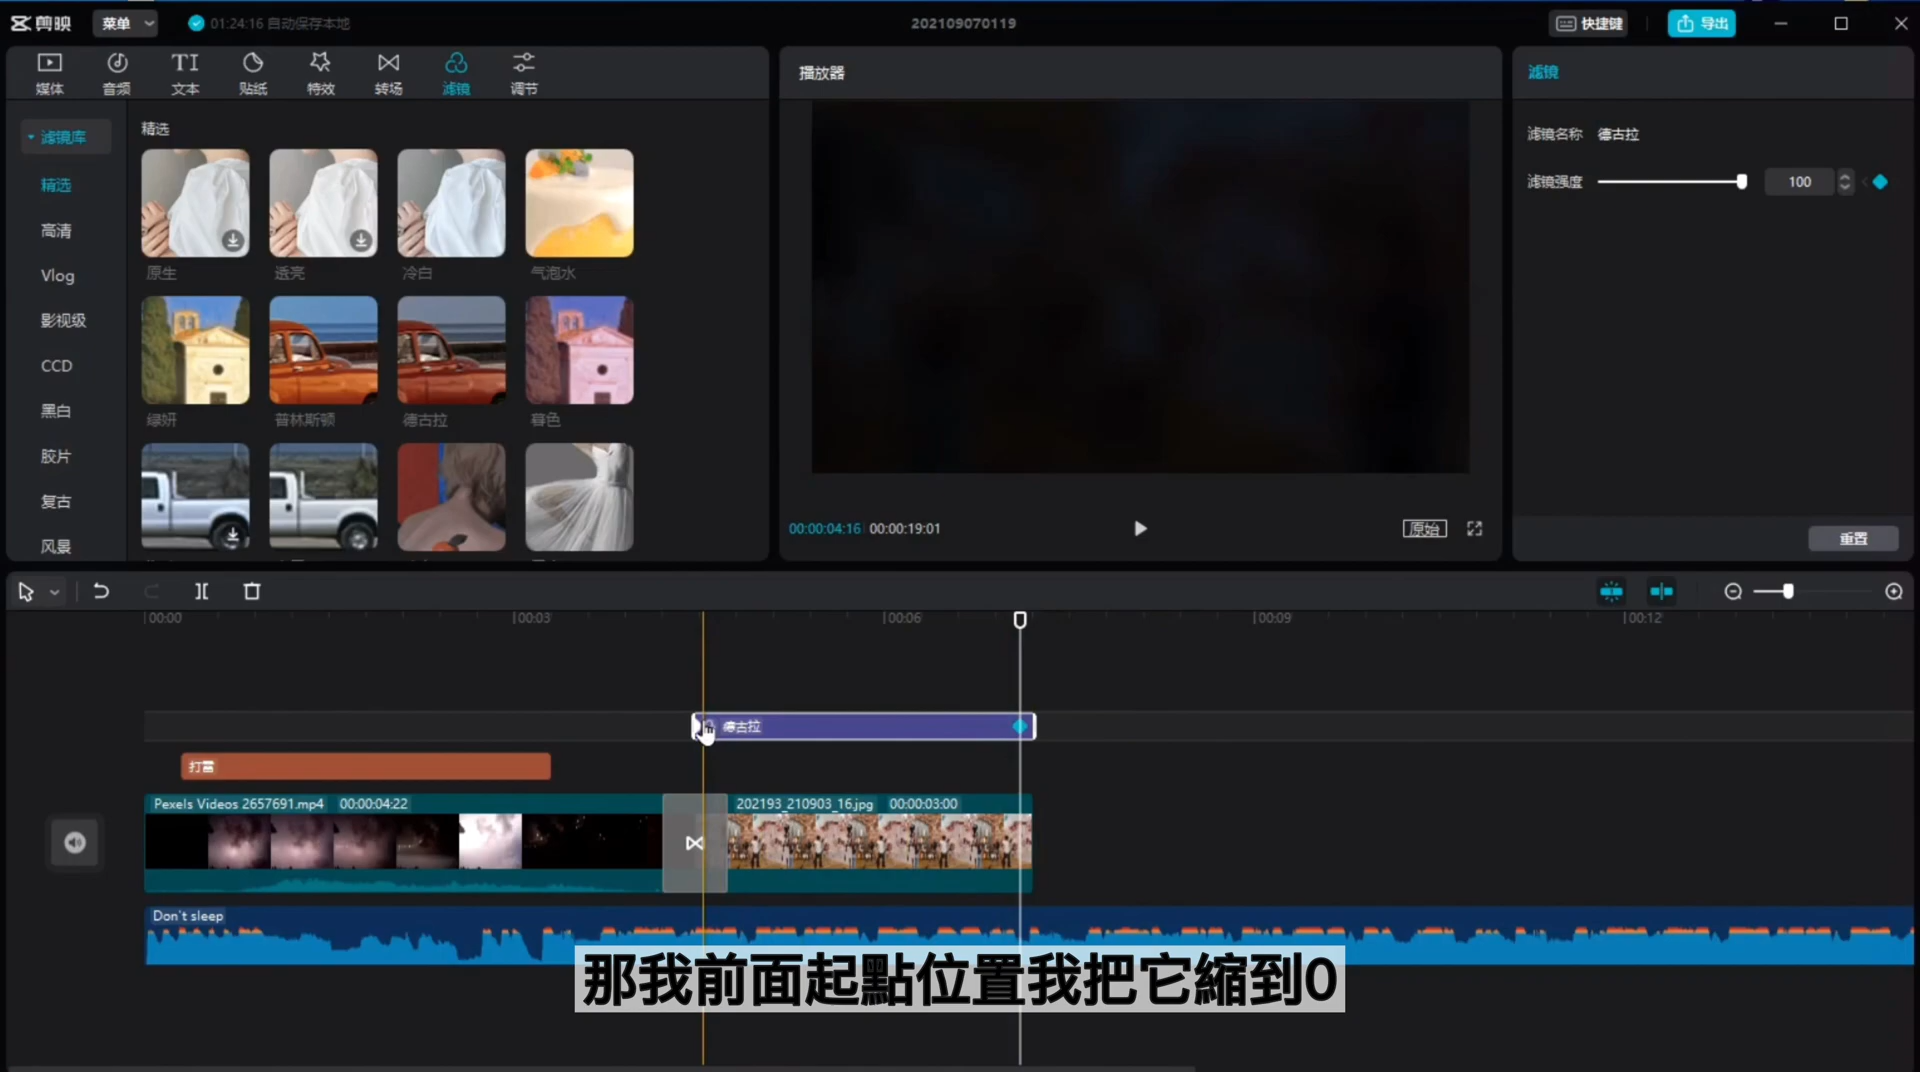 剪映
菜单
01:24:16 自动保存本地
202109070119
快捷键
导出
媒体
音频
TI
文本
贴纸
特效
转场
滤镜
调节
播放器
滤镜
滤镜库
精选
高清
Vlog
影视级
CCD
黑白
胶片
复古
风景
精选
原生
透亮
冷白
气泡水
绿妍
普林斯顿
德古拉
暮色
滤镜名称 德古拉
滤镜强度
100
00:00:04:16 00:00:19:01
原始
重置
00:00
00:03
00:06
00:09
00:12
德古拉
打雷
Pexels Videos 2657691.mp4 00:00:04:22
202193_210903_16.jpg 00:00:03:00
Don't sleep
那我前面起點位置我把它縮到0